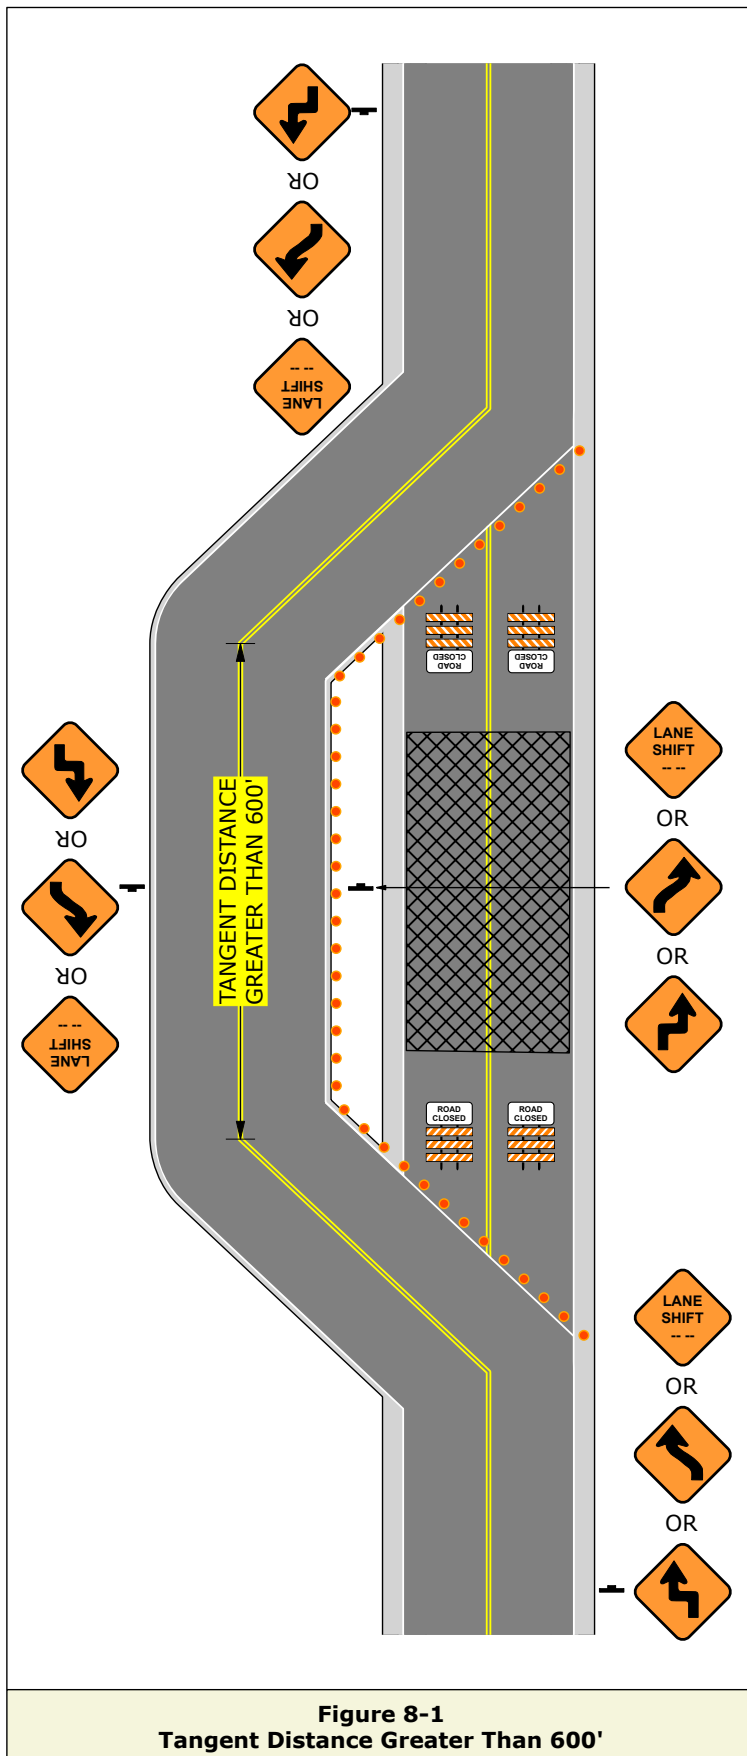 OR
OR
LANE
SHIFT
-- --
ROAD
CLOSED
ROAD
CLOSED
LANE
SHIFT
-- --
OR
OR
OR
OR
LANE
SHIFT
-- --
TANGENT DISTANCE
GREATER THAN 600'
ROAD
CLOSED
ROAD
CLOSED
LANE
SHIFT
-- --
OR
OR
Figure 8-1
Tangent Distance Greater Than 600'